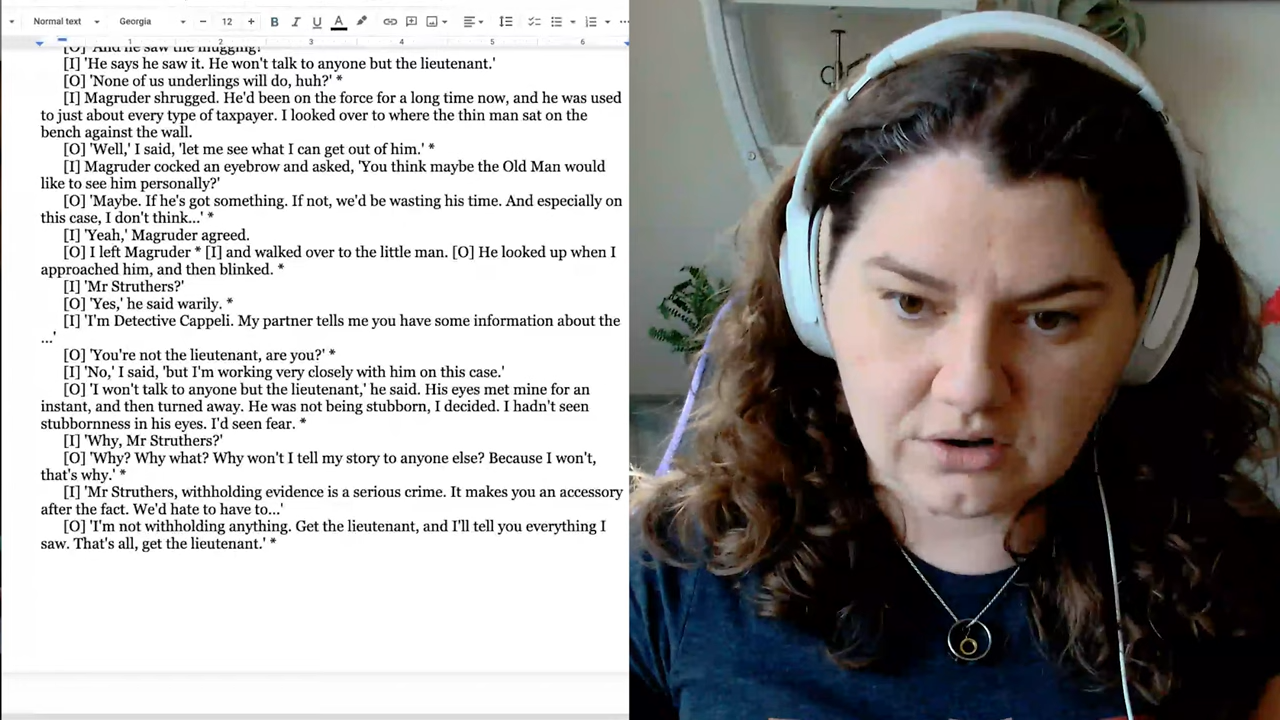 Normal text
Georgia
12
B I U A
1 2 3 4 5 6
[O] 'And he saw the mugging?'
[I] 'He says he saw it. He won't talk to anyone but the lieutenant.'
[O] 'None of us underlings will do, huh?' *
[I] Magruder shrugged. He'd been on the force for a long time now, and he was used
to just about every type of taxpayer. I looked over to where the thin man sat on the
bench against the wall.
[O] 'Well,' I said, 'let me see what I can get out of him.' *
[I] Magruder cocked an eyebrow and asked, 'You think maybe the Old Man would
like to see him personally?'
[O] 'Maybe. If he's got something. If not, we'd be wasting his time. And especially on
this case, I don't think...' *
[I] 'Yeah,' Magruder agreed.
[O] I left Magruder * [I] and walked over to the little man. [O] He looked up when I
approached him, and then blinked. *
[I] 'Mr Struthers?'
[O] 'Yes,' he said warily. *
[I] 'I'm Detective Cappeli. My partner tells me you have some information about the
...'
[O] 'You're not the lieutenant, are you?' *
[I] 'No,' I said, 'but I'm working very closely with him on this case.'
[O] 'I won't talk to anyone but the lieutenant,' he said. His eyes met mine for an
instant, and then turned away. He was not being stubborn, I decided. I hadn't seen
stubbornness in his eyes. I'd seen fear. *
[I] 'Why, Mr Struthers?'
[O] 'Why? Why what? Why won't I tell my story to anyone else? Because I won't,
that's why.' *
[I] 'Mr Struthers, withholding evidence is a serious crime. It makes you an accessory
after the fact. We'd hate to have to...'
[O] 'I'm not withholding anything. Get the lieutenant, and I'll tell you everything I
saw. That's all, get the lieutenant.' *